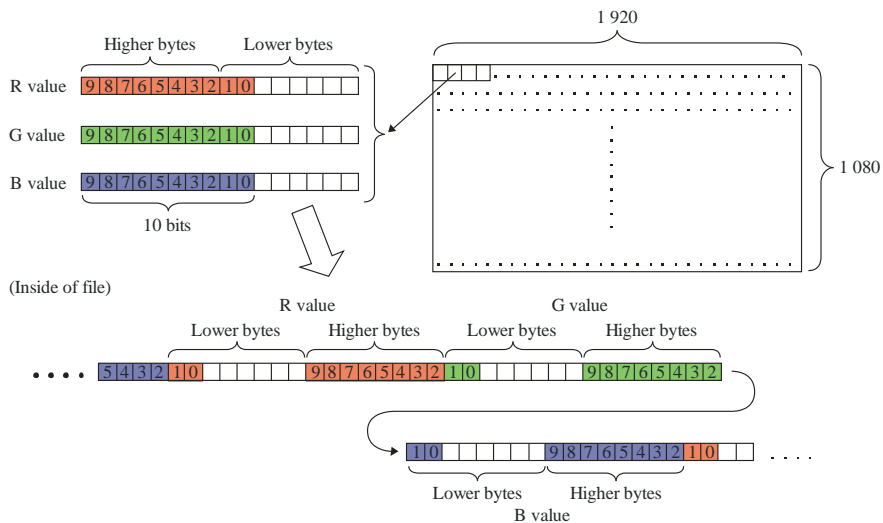 1 920
Higher bytes Lower bytes
R value 9 8 7 6 5 4 3 2 1 0
G value 9 8 7 6 5 4 3 2 1 0
B value 9 8 7 6 5 4 3 2 1 0
1 080
10 bits
(Inside of file)
R value G value
Lower bytes Higher bytes Lower bytes Higher bytes
5 4 3 2 1 0 9 8 7 6 5 4 3 2 1 0 9 8 7 6 5 4 3 2
1 0 9 8 7 6 5 4 3 2 1 0
Lower bytes Higher bytes
B value